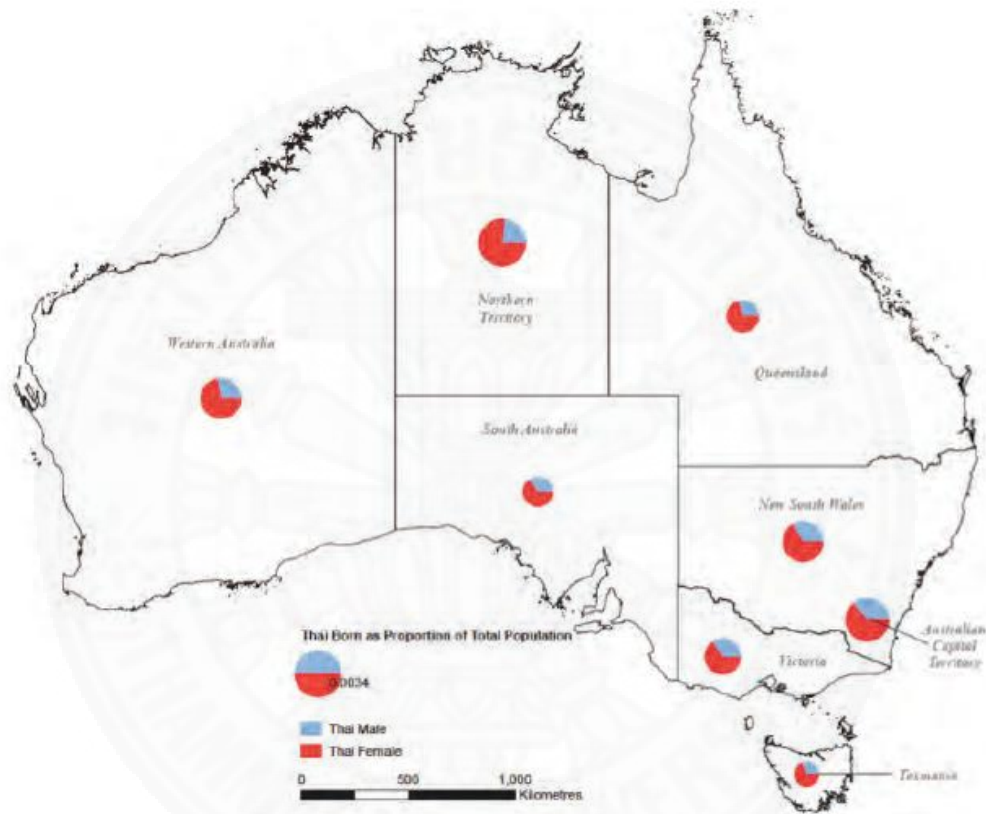 Northern
Territory
Western Australia
Queensland
South Australia
New South Wales
Australian
Capital
Territory
Victoria
Thai Born as Proportion of Total Population
0.0034
Thai Male
Thai Female
0 500 1,000
Kilometres
Tasmania